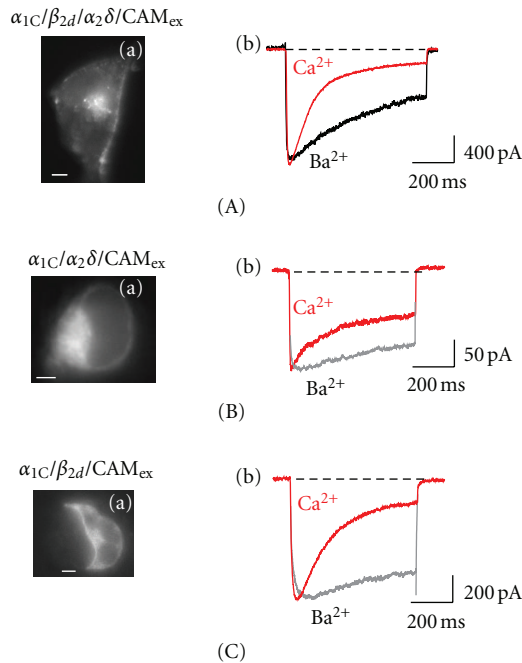 α1C/β2d/α2δ/CAMex
(a)
(b)
Ca2+
Ba2+
400 pA
200 ms
(A)
α1C/α2δ/CAMex
(a)
(b)
Ca2+
Ba2+
50 pA
200 ms
(B)
α1C/β2d/CAMex
(a)
(b)
Ca2+
Ba2+
200 pA
200 ms
(C)